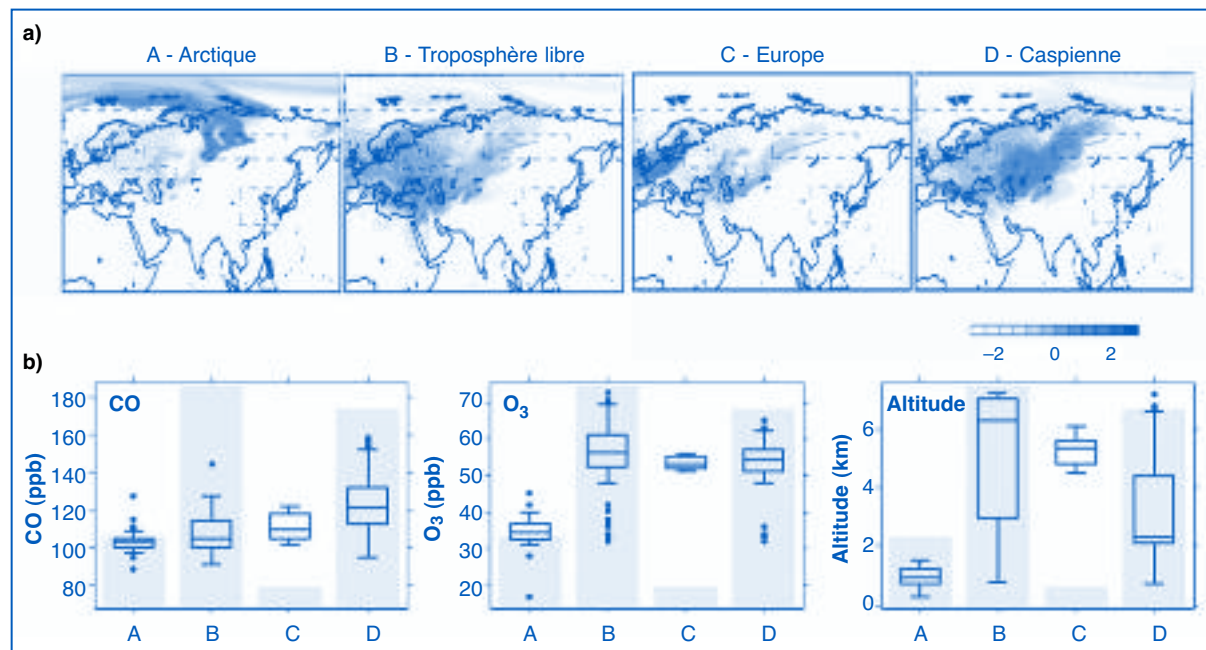 a)
A - Arctique B - Troposphère libre C - Europe D - Caspienne
−2 0 2
b)
CO
CO (ppb)
180
160
140
120
100
80
A B C D
O3
O3 (ppb)
70
60
50
40
30
20
A B C D
Altitude
Altitude (km)
6
4
2
0
A B C D